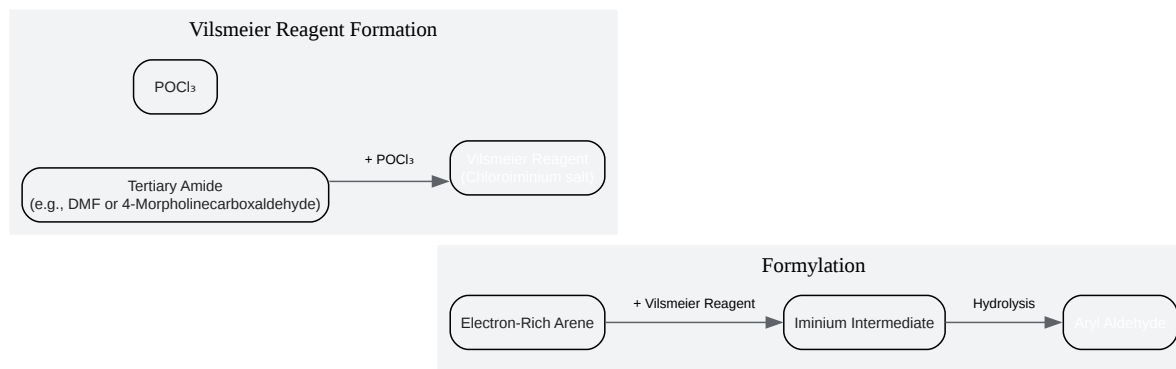 Vilsmeier Reagent Formation
POCl₃
+ POCl₃
Vilsmeier Reagent
(Chloroiminium salt)
Tertiary Amide
(e.g., DMF or 4-Morpholinecarboxaldehyde)
Formylation
Electron-Rich Arene
+ Vilsmeier Reagent
Iminium Intermediate
Hydrolysis
Aryl Aldehyde